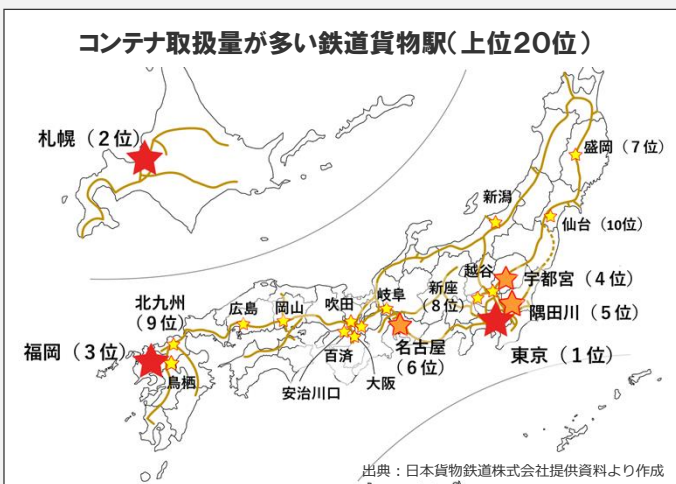 コンテナ取扱量が多い鉄道貨物駅(上位20位)
札幌(2位)
盛岡(7位)
新潟
仙台(10位)
越谷
宇都宮(4位)
新座
8位)
隅田川(5位)
岐阜
吹田
岡山
広島
北九州
(9位)
名古屋
(6位)
東京(1位)
福岡(3位)
百済
鳥栖
安治川口
大阪
出典:日本貨物鉄道株式会社提供資料より作成